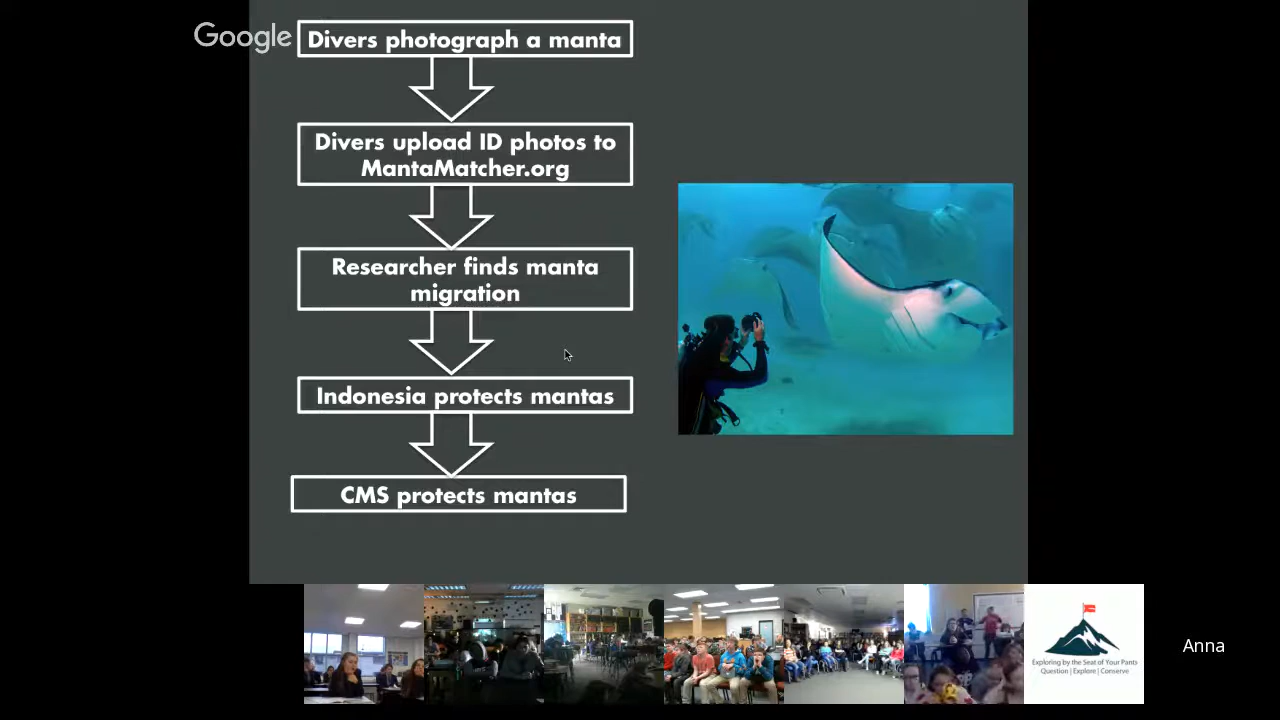 Google
Divers photograph a manta
Divers upload ID photos to
MantaMatcher.org
Researcher finds manta
migration
Indonesia protects mantas
CMS protects mantas
Exploring by the Seat of Your Pants
Question | Explore | Conserve
Anna